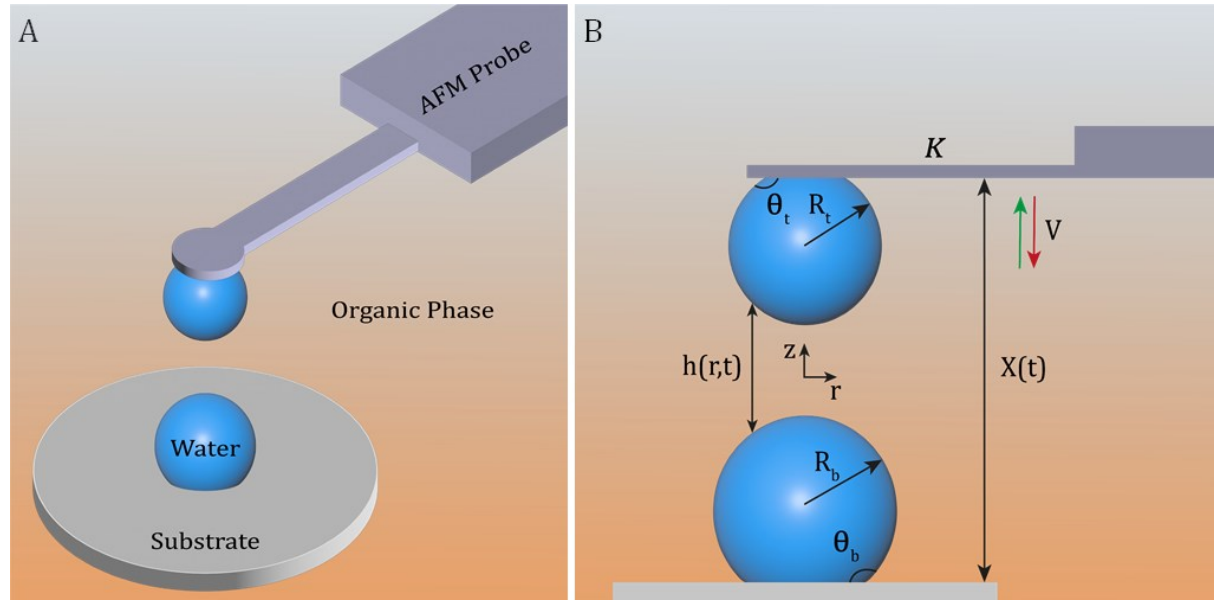 A
AFM Probe
Organic Phase
Water
Substrate
B
K
θt
Rt
V
z
r
h(r,t)
X(t)
Rb
θb